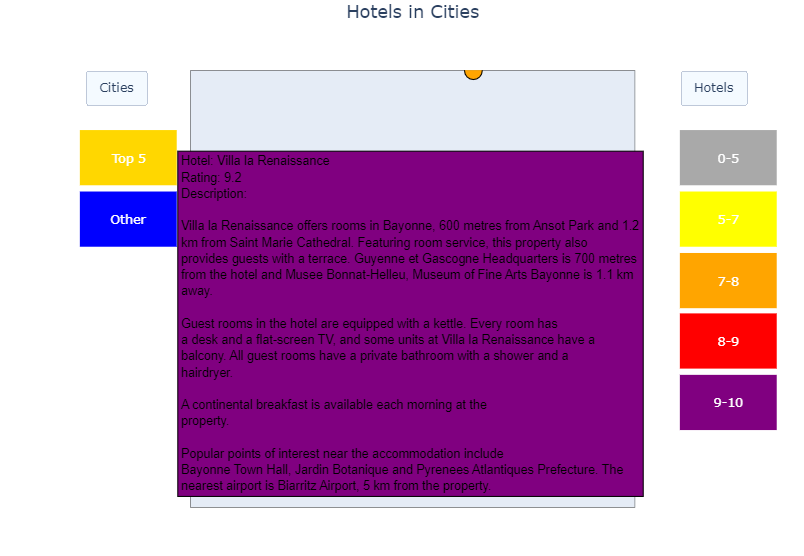 Hotels in Cities
Cities
Hotels
Top 5
Other
0-5
5-7
7-8
8-9
9-10
Hotel: Villa la Renaissance
Rating: 9.2
Description:
Villa la Renaissance offers rooms in Bayonne, 600 metres from Ansot Park and 1.2
km from Saint Marie Cathedral. Featuring room service, this property also
provides guests with a terrace. Guyenne et Gascogne Headquarters is 700 metres
from the hotel and Musee Bonnat-Helleu, Museum of Fine Arts Bayonne is 1.1 km
away.
Guest rooms in the hotel are equipped with a kettle. Every room has
a desk and a flat-screen TV, and some units at Villa la Renaissance have a
balcony. All guest rooms have a private bathroom with a shower and a
hairdryer.
A continental breakfast is available each morning at the
property.
Popular points of interest near the accommodation include
Bayonne Town Hall, Jardin Botanique and Pyrenees Atlantiques Prefecture. The
nearest airport is Biarritz Airport, 5 km from the property.